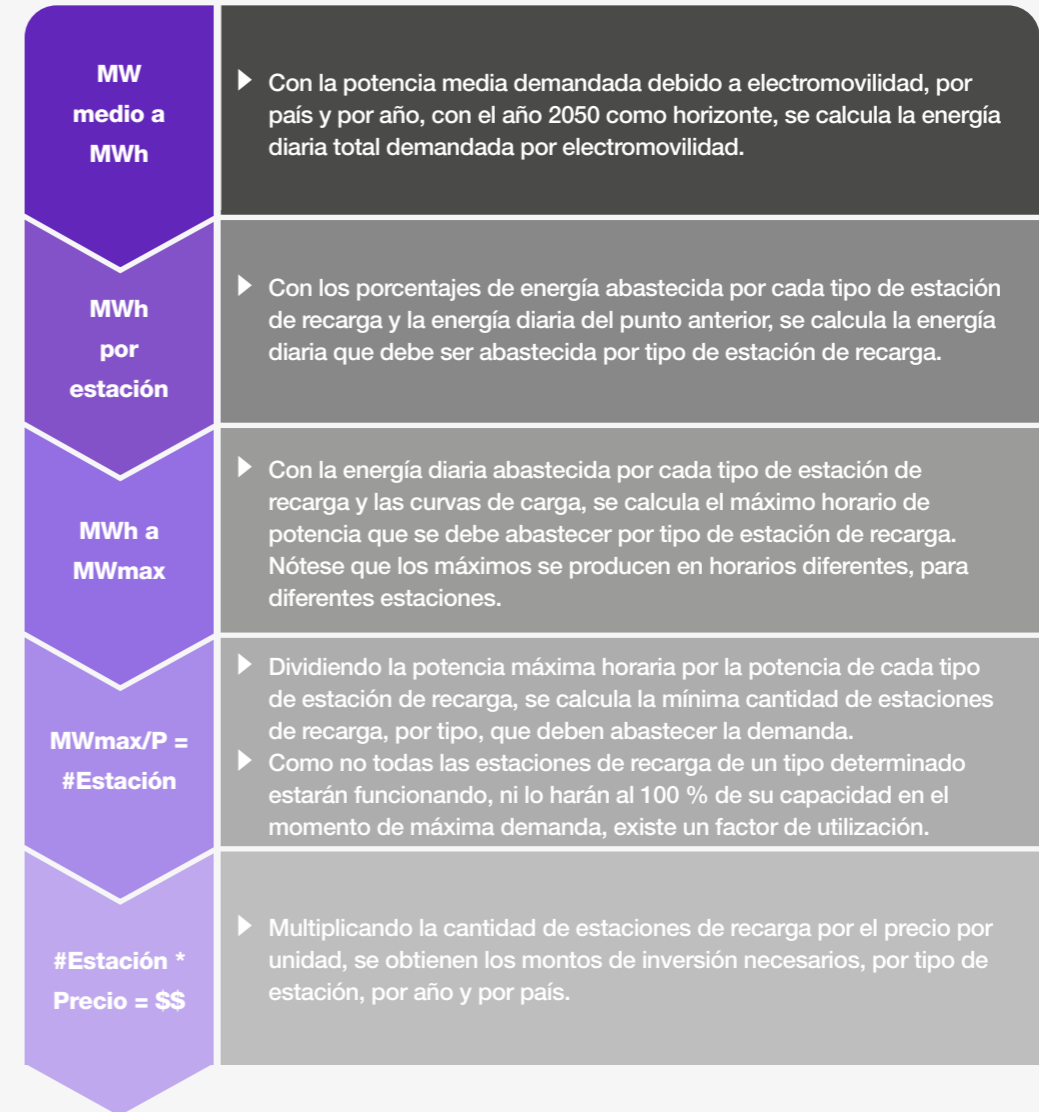 MW
medio a
MWh
▶ Con la potencia media demandada debido a electromovilidad, por
país y por año, con el año 2050 como horizonte, se calcula la energía
diaria total demandada por electromovilidad.
MWh
por
estación
▶ Con los porcentajes de energía abastecida por cada tipo de estación
de recarga y la energía diaria del punto anterior, se calcula la energía
diaria que debe ser abastecida por tipo de estación de recarga.
MWh a
MWmax
▶ Con la energía diaria abastecida por cada tipo de estación de
recarga y las curvas de carga, se calcula el máximo horario de
potencia que se debe abastecer por tipo de estación de recarga.
Nótese que los máximos se producen en horarios diferentes, para
diferentes estaciones.
MWmax/P =
#Estación
▶ Dividiendo la potencia máxima horaria por la potencia de cada tipo
de estación de recarga, se calcula la mínima cantidad de estaciones
de recarga, por tipo, que deben abastecer la demanda.
▶ Como no todas las estaciones de recarga de un tipo determinado
estarán funcionando, ni lo harán al 100 % de su capacidad en el
momento de máxima demanda, existe un factor de utilización.
#Estación *
Precio = $$
▶ Multiplicando la cantidad de estaciones de recarga por el precio por
unidad, se obtienen los montos de inversión necesarios, por tipo de
estación, por año y por país.